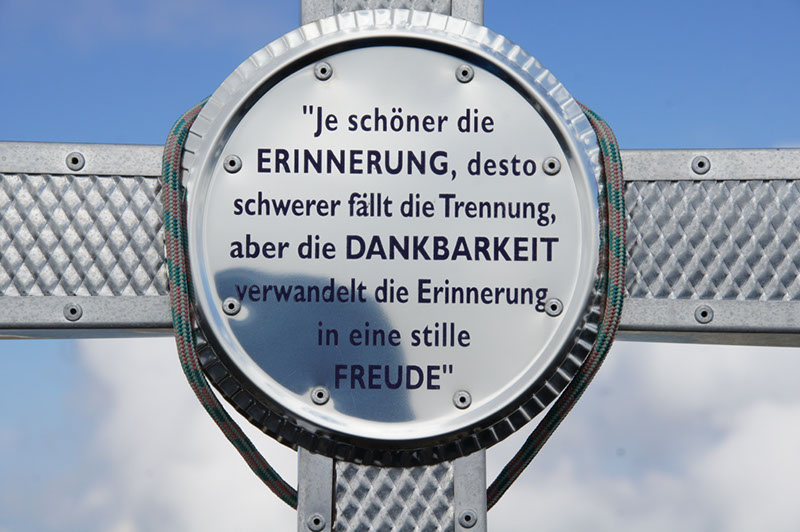 "Je schöner die
ERINNERUNG, desto
schwerer fällt die Trennung,
aber die DANKBARKEIT
verwandelt die Erinnerung
in eine stille
FREUDE"